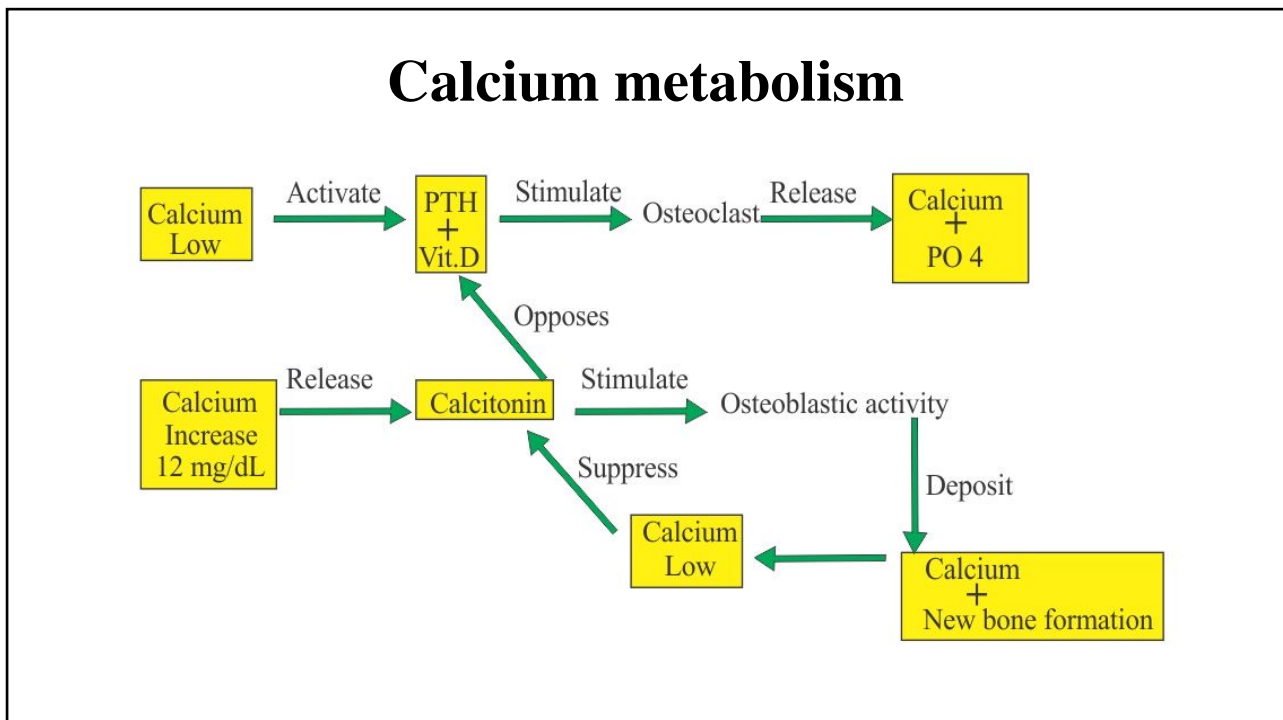 Calcium metabolism
Activate
Stimulate
Release
Calcium
Low
PTH
+
Vit.D
Osteoclast
Calcium
+
PO 4
Opposes
Release
Stimulate
Calcium
Increase
12 mg/dL
Calcitonin
Osteoblastic activity
Suppress
Deposit
Calcium
Low
Calcium
+
New bone formation